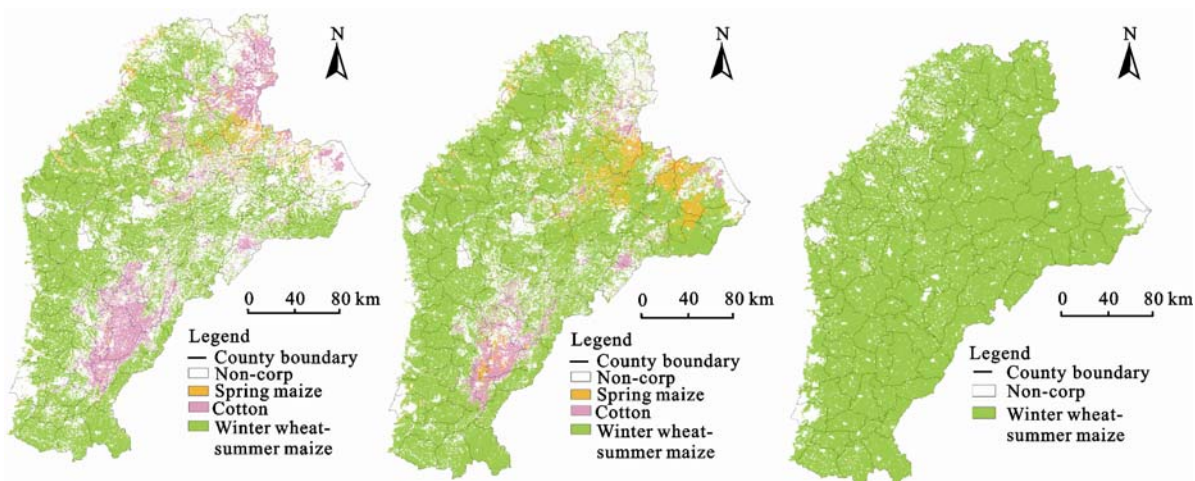 N
0 40 80 km
Legend
County boundary
Non-corp
Spring maize
Cotton
Winter wheat-
summer maize
N
0 40 80 km
Legend
County boundary
Non-corp
Spring maize
Cotton
Winter wheat-
summer maize
N
0 40 80 km
Legend
County boundary
Non-corp
Winter wheat-
summer maize